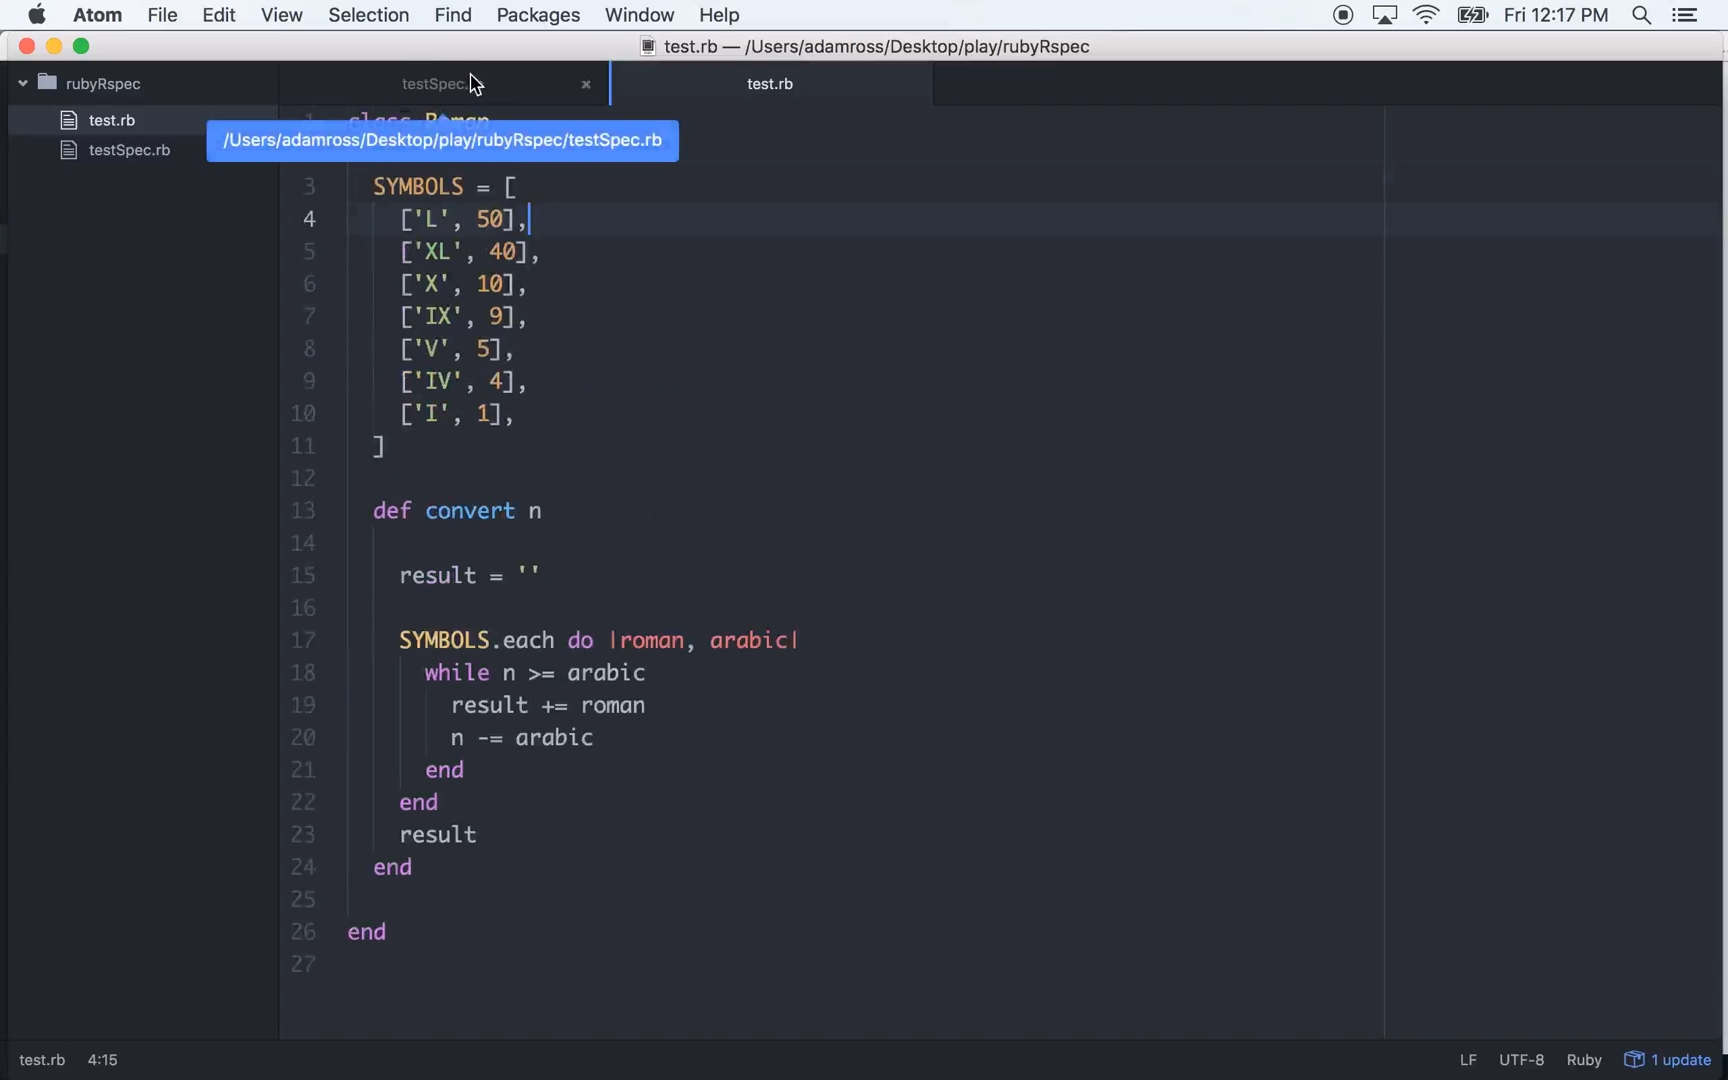 Atom File Edit View Selection Find Packages Window Help Fri 12:17 PM
test.rb — /Users/adamross/Desktop/play/rubyRspec
rubyRspec
test.rb
testSpec.rb
testSpec. test.rb
/Users/adamross/Desktop/play/rubyRspec/testSpec.rb
class Roman
3 SYMBOLS = [
4 ['L', 50],
5 ['XL', 40],
6 ['X', 10],
7 ['IX', 9],
8 ['V', 5],
9 ['IV', 4],
10 ['I', 1],
11 ]
12
13 def convert n
14
15 result = ''
16
17 SYMBOLS.each do |roman, arabic|
18 while n >= arabic
19 result += roman
20 n -= arabic
21 end
22 end
23 result
24 end
25
26 end
27
test.rb 4:15 LF UTF-8 Ruby 1 update